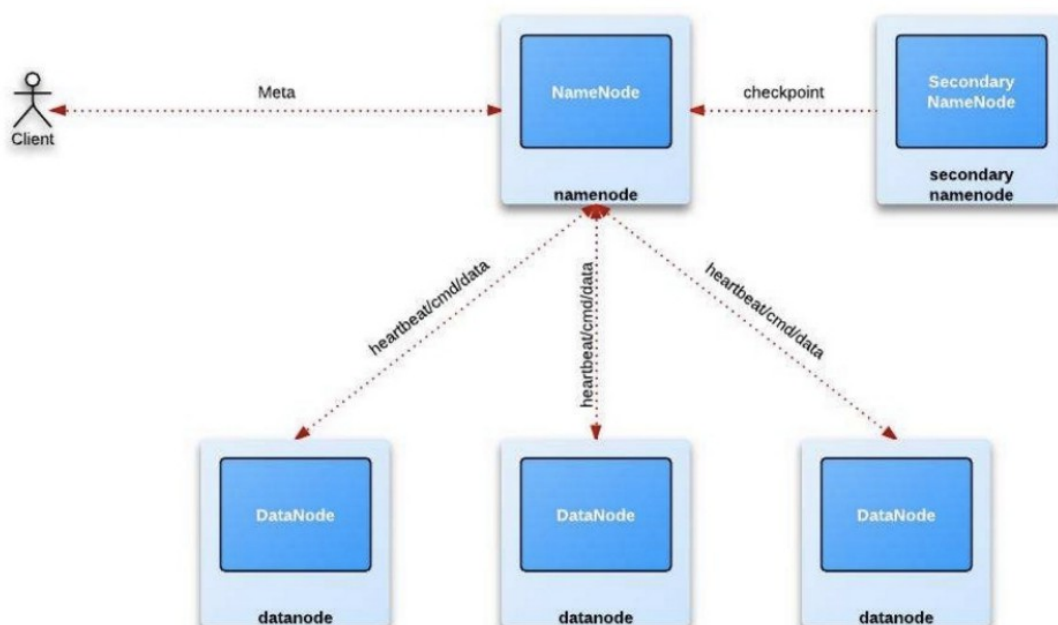 NameNode
Secondary
NameNode
Meta
checkpoint
Client
namenode
secondary
namenode
heartbeat/cmd/data
heartbeat/cmd/data
heartbeat/cmd/data
DataNode
DataNode
DataNode
datanode
datanode
datanode